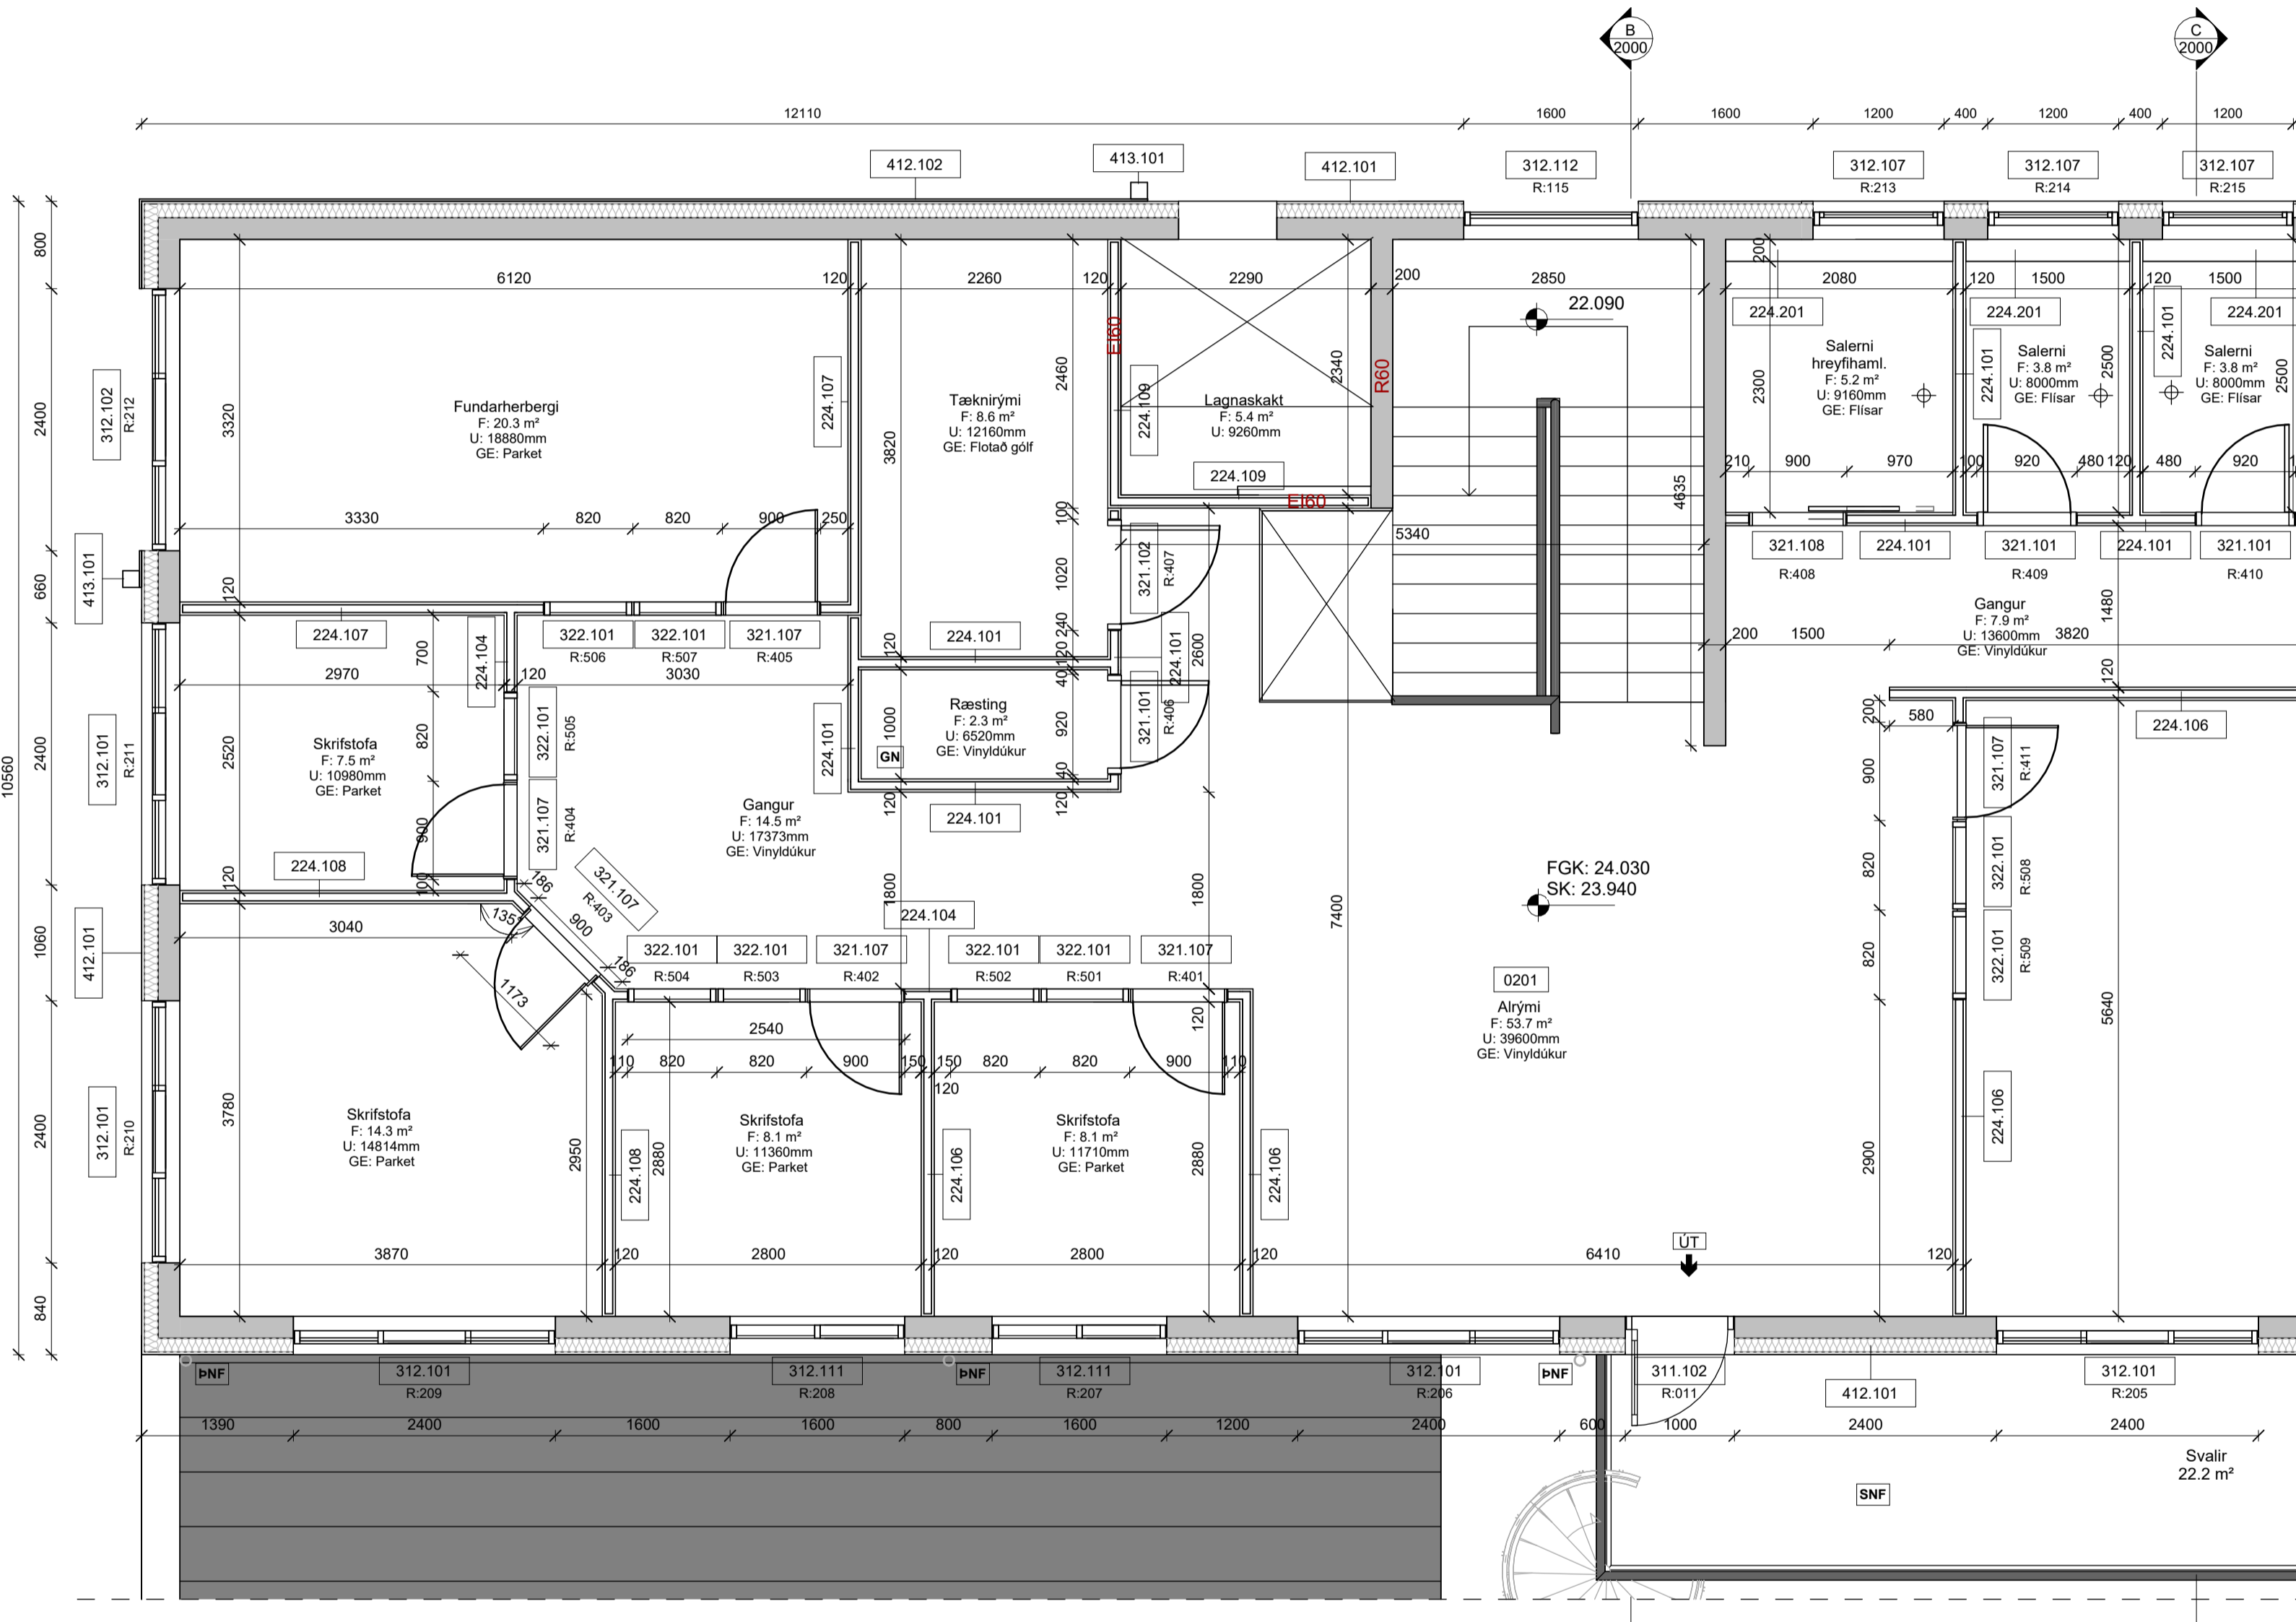 B
2000
C
2000
12110
1600
1600
1200
400
1200
400
1200
412.102
413.101
412.101
312.112
R:115
312.107
R:213
312.107
R:214
312.107
R:215
10560
800
2400
660
2400
1060
2400
840
312.102
R:212
413.101
312.101
R:211
412.101
312.101
R:210
6120
120
2260
120
2290
200
2850
22.090
200
2080
120
1500
120
1500
224.201
224.201
224.201
224.101
224.101
3320
Fundarherbergi
F: 20.3 m²
U: 18880mm
GE: Parket
224.107
3820
Tæknirými
F: 8.6 m²
U: 12160mm
GE: Flotað gólf
2460
EI60
224.109
Lagnaskakt
F: 5.4 m²
U: 9260mm
224.109
EI60
2340
R60
4635
2300
Salerni
hreyfihaml.
F: 5.2 m²
U: 9160mm
GE: Flísar
Salerni
F: 3.8 m²
U: 8000mm
GE: Flísar
2500
Salerni
F: 3.8 m²
U: 8000mm
GE: Flísar
2500
210
900
970
100
920
480
120
480
920
3330
820
820
900
250
100
1020
240
120
40
920
40
120
5340
321.102
R:407
321.108
R:408
224.101
321.101
R:409
224.101
321.101
R:410
120
224.107
322.101
R:506
322.101
R:507
321.107
R:405
120
224.101
224.101
2600
Gangur
F: 7.9 m²
U: 13600mm
GE: Vinyldúkur
1480
200
1500
3820
120
2970
700
224.104
120
3030
2520
Skrifstofa
F: 7.5 m²
U: 10980mm
GE: Parket
820
900
100
322.101
R:505
321.107
R:404
224.101
1000
Ræsting
F: 2.3 m²
U: 6520mm
GE: Vinyldúkur
GN
321.101
R:406
120
224.101
200
580
224.106
900
321.107
R:411
820
322.101
R:508
820
322.101
R:509
Gangur
F: 14.5 m²
U: 17373mm
GE: Vinyldúkur
224.108
120
186
321.107
R:403
900
186
135°
1173
3040
1800
1800
224.104
7400
FGK: 24.030
SK: 23.940
322.101
R:504
322.101
R:503
321.107
R:402
322.101
R:502
322.101
R:501
321.107
R:401
0201
Alrými
F: 53.7 m²
U: 39600mm
GE: Vinyldúkur
5640
2540
120
110
820
820
900
150
150
820
820
900
110
120
3780
Skrifstofa
F: 14.3 m²
U: 14814mm
GE: Parket
2950
224.108
2880
Skrifstofa
F: 8.1 m²
U: 11360mm
GE: Parket
224.106
Skrifstofa
F: 8.1 m²
U: 11710mm
GE: Parket
2880
224.106
2900
224.106
3870
120
2800
120
2800
120
6410
120
ÚT
ÞNF
312.101
R:209
312.111
R:208
ÞNF
312.111
R:207
312.101
R:206
ÞNF
311.102
R:011
412.101
312.101
R:205
1390
2400
1600
1600
800
1600
1200
2400
600
1000
2400
2400
Svalir
22.2 m²
SNF